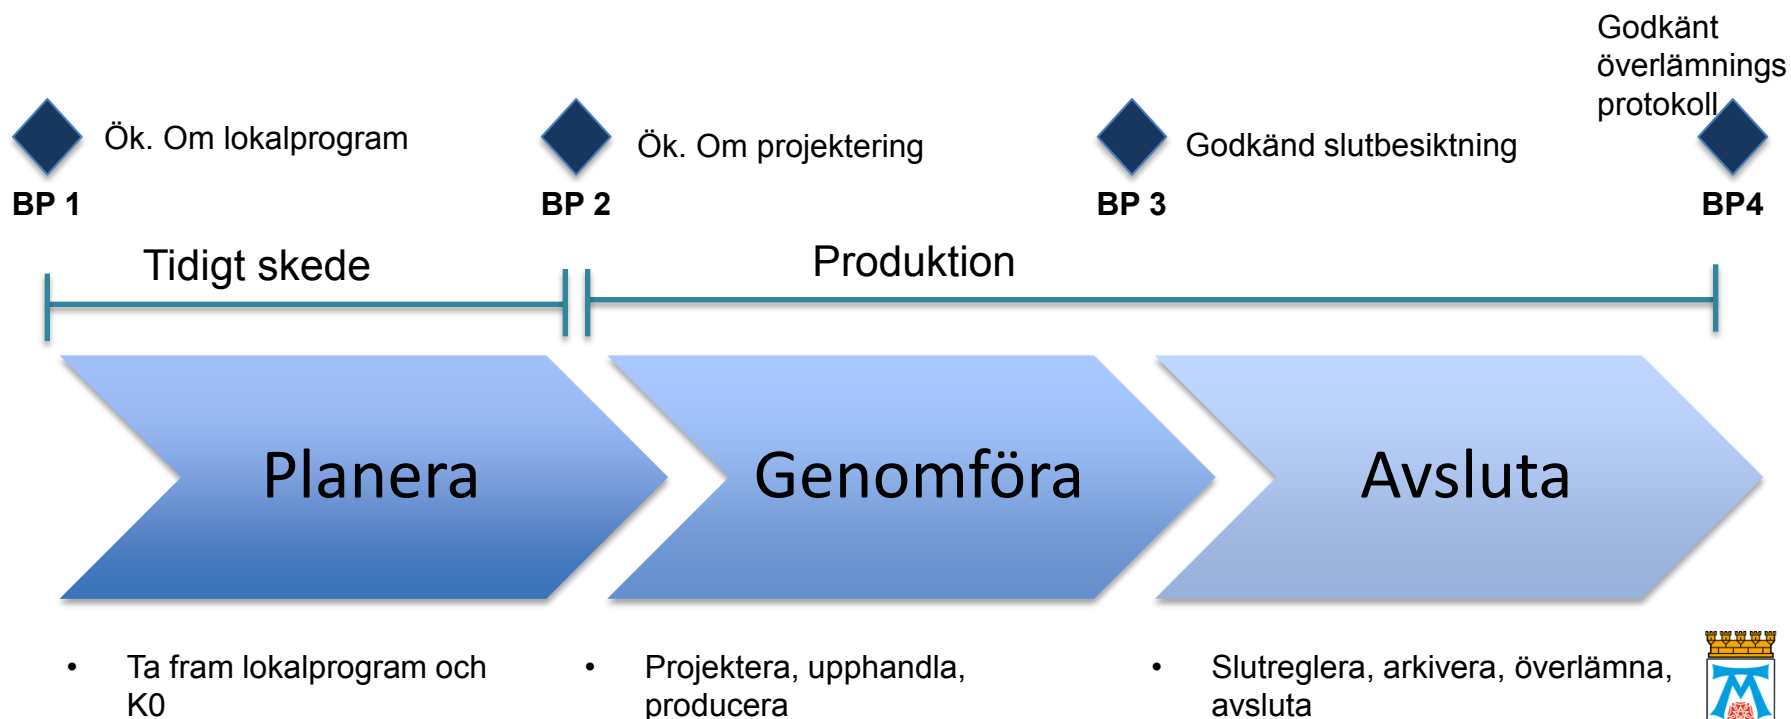 Godkänt
överlämnings
protokoll
Ök. Om lokalprogram
Ök. Om projektering
Godkänd slutbesiktning
BP 1
BP 2
BP 3
BP4
Tidigt skede
Produktion
Planera
Genomföra
Avsluta
• Ta fram lokalprogram och
K0
• Projektera, upphandla,
producera
• Slutreglera, arkivera, överlämna,
avsluta